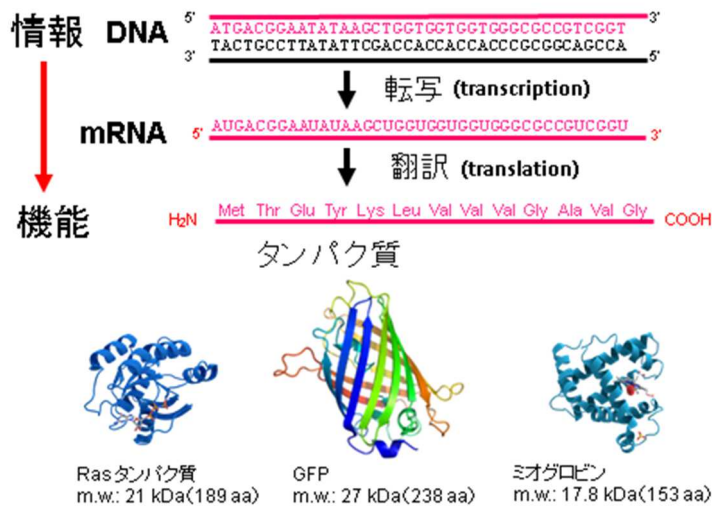 情報 DNA
5' 3'
ATGACGGAATATAAGCTGGTGGTGGTGGGCGCCGTCGGT
TACTGCCTTATATTCGACCACCACCACCCGCGGCAGCCA
3' 5'
転写 (transcription)
mRNA 5' AUGACGGAAUAUAAGCUGGUGGUGGUGGGCGCCGUCGGU 3'
翻訳 (translation)
機能 H₂N Met Thr Glu Tyr Lys Leu Val Val Val Gly Ala Val Gly COOH
タンパク質
Rasタンパク質
m.w.: 21 kDa(189 aa)
GFP
m.w.: 27 kDa(238 aa)
ミオグロビン
m.w.: 17.8 kDa(153 aa)